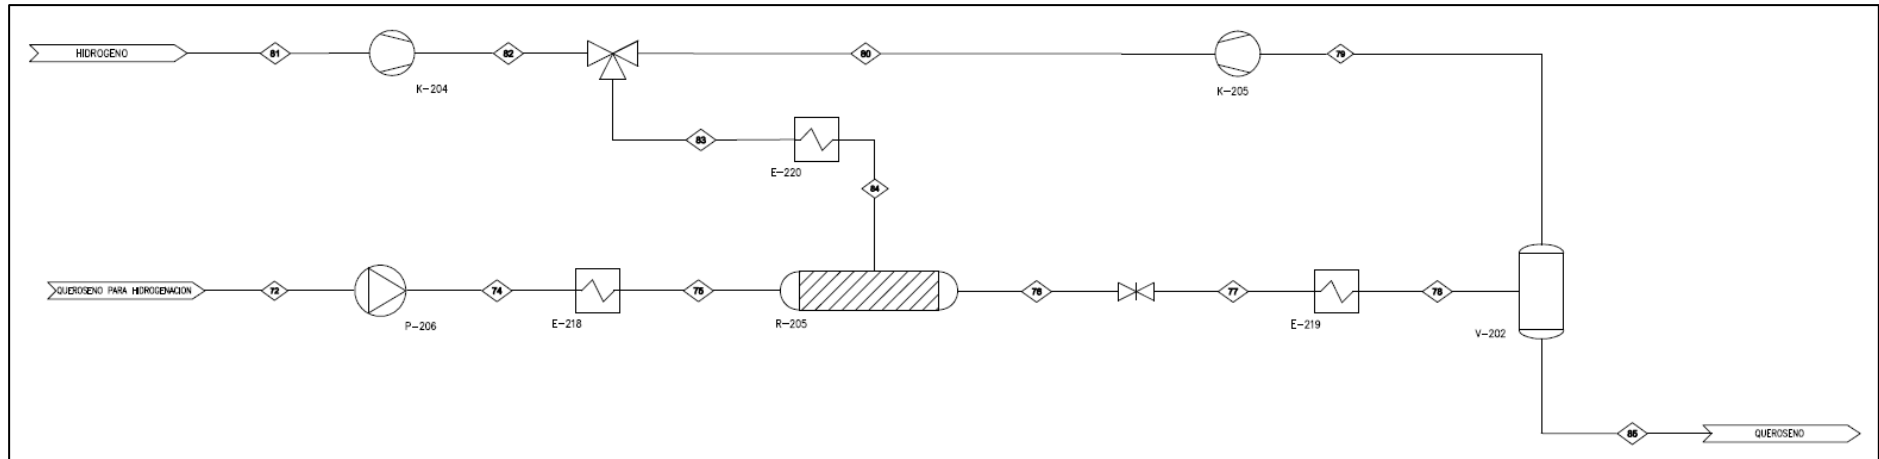 HIDROGENO
81
82
80
79
K-204
K-205
83
E-220
84
QUEROSENO PARA HIDROGENACION
72
74
75
76
77
78
P-206
E-218
R-205
E-219
V-202
85
QUEROSENO